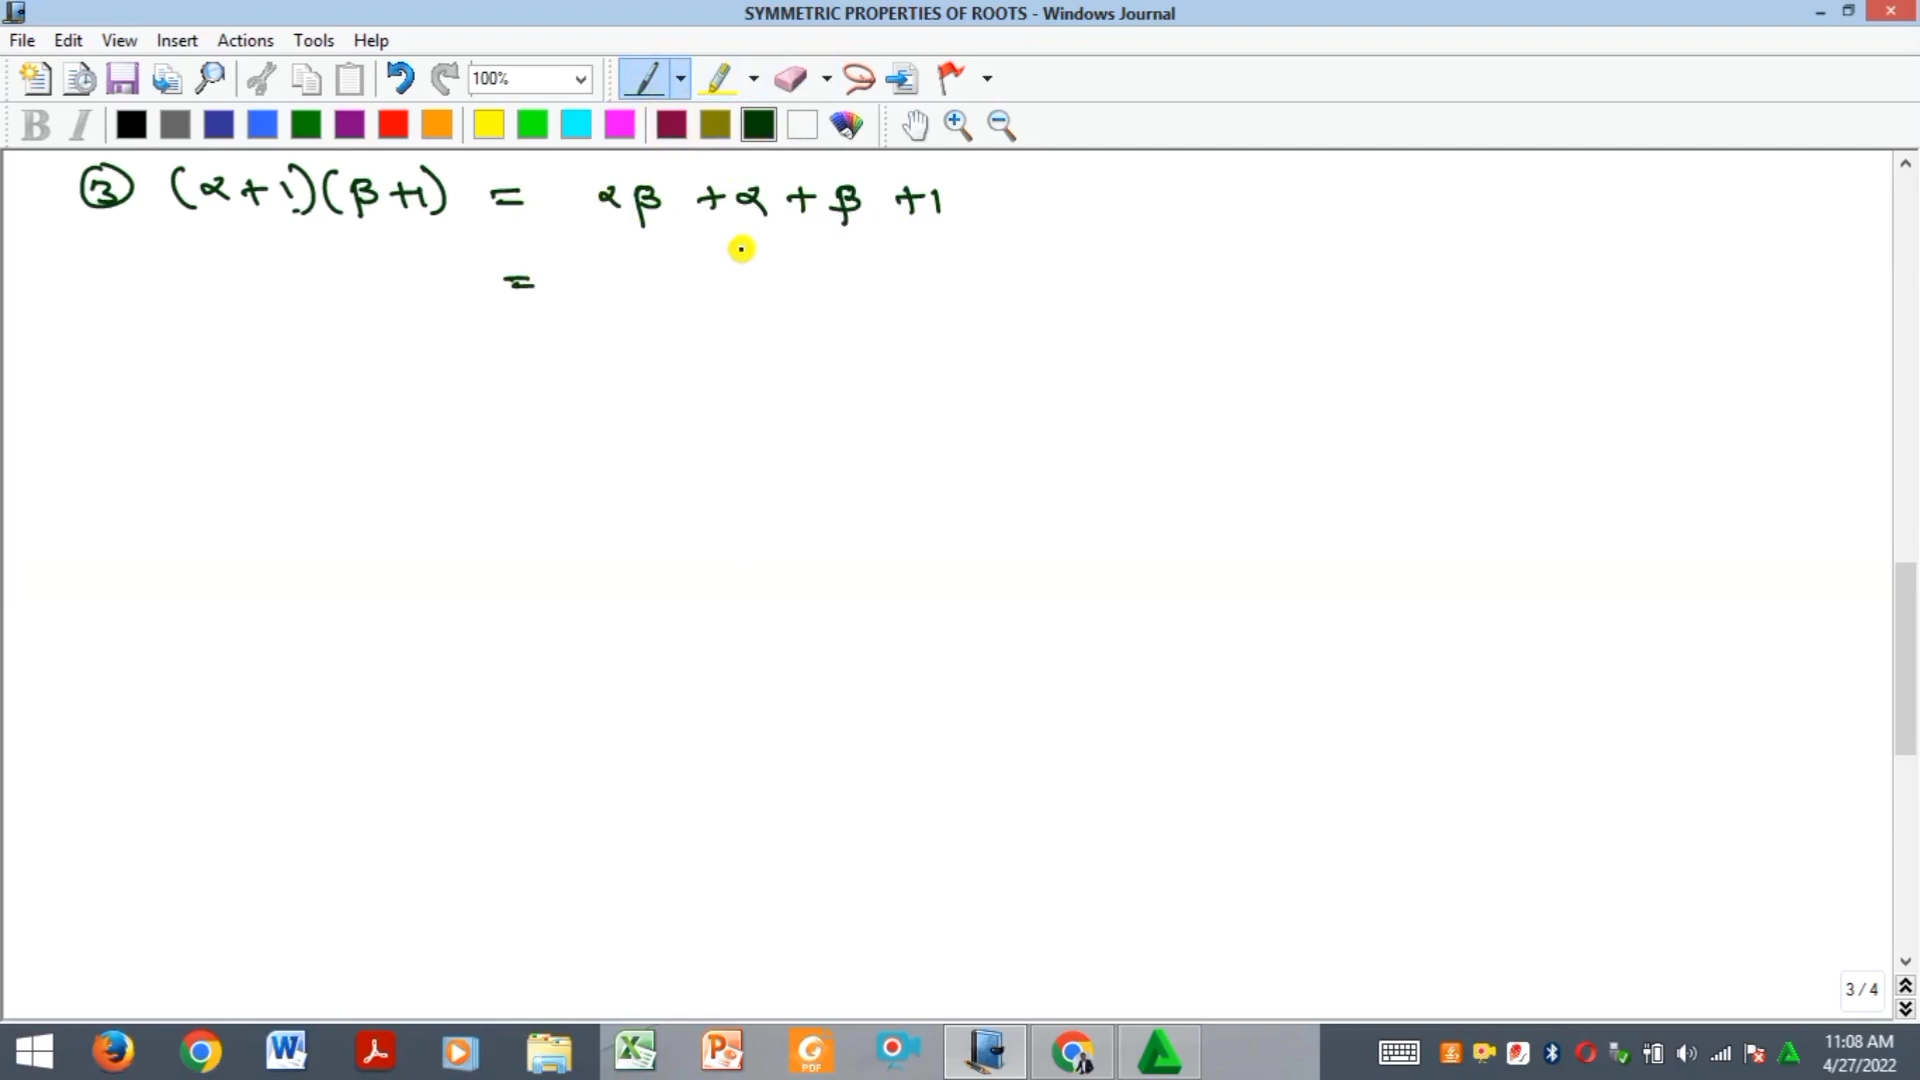 SYMMETRIC PROPERTIES OF ROOTS - Windows Journal
File Edit View Insert Actions Tools Help
100%
B I
③ (α+1)(β+1) = αβ +α + β +1
=
3 / 4
11:08 AM
4/27/2022